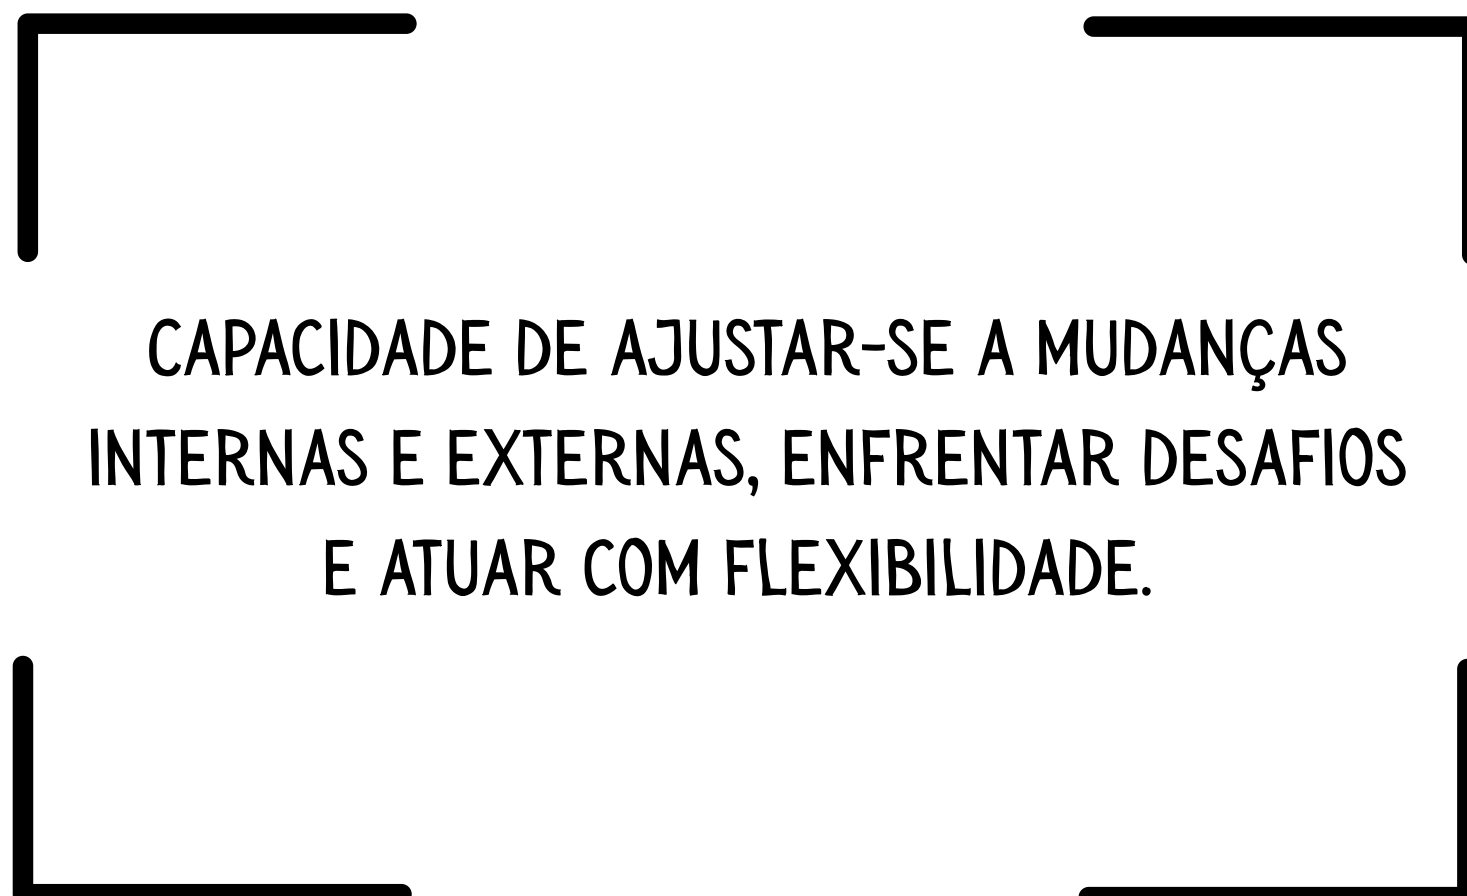 CAPACIDADE DE AJUSTAR-SE A MUDANÇAS
INTERNAS E EXTERNAS, ENFRENTAR DESAFIOS
E ATUAR COM FLEXIBILIDADE.